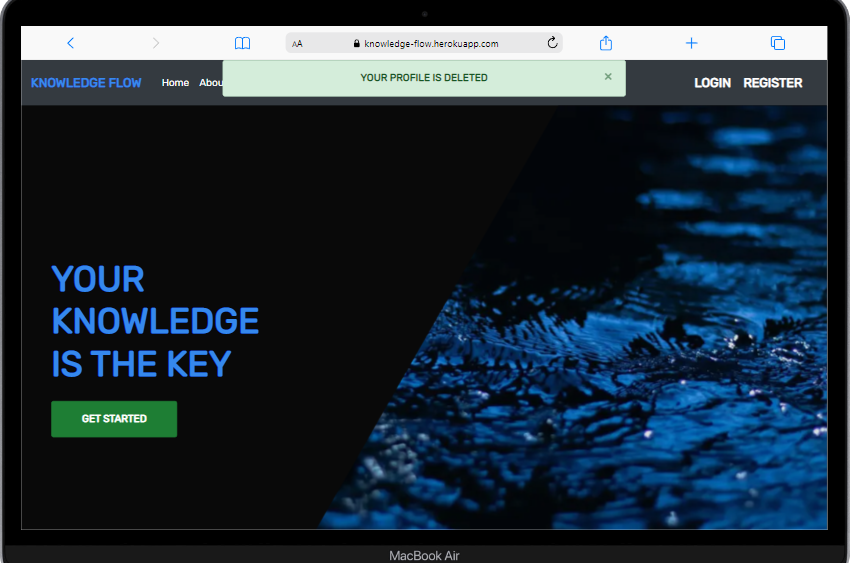 AA knowledge-flow.herokuapp.com
KNOWLEDGE FLOW Home Abou YOUR PROFILE IS DELETED × LOGIN REGISTER
YOUR
KNOWLEDGE
IS THE KEY
GET STARTED
MacBook Air